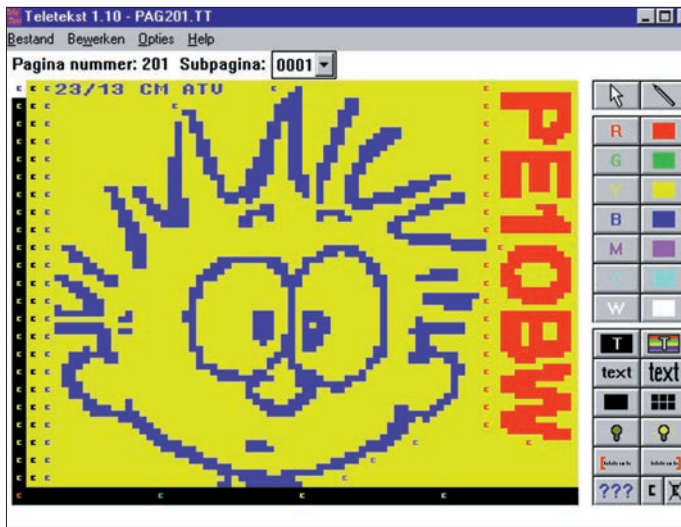 Teletekst 1.10 - PAG201.TT
Bestand Bewerken Opties Help
Pagina nummer: 201 Subpagina: 0001
23/13 CM ATV
PE1OBW
R
G
Y
B
M
C
W
T T
text text
???